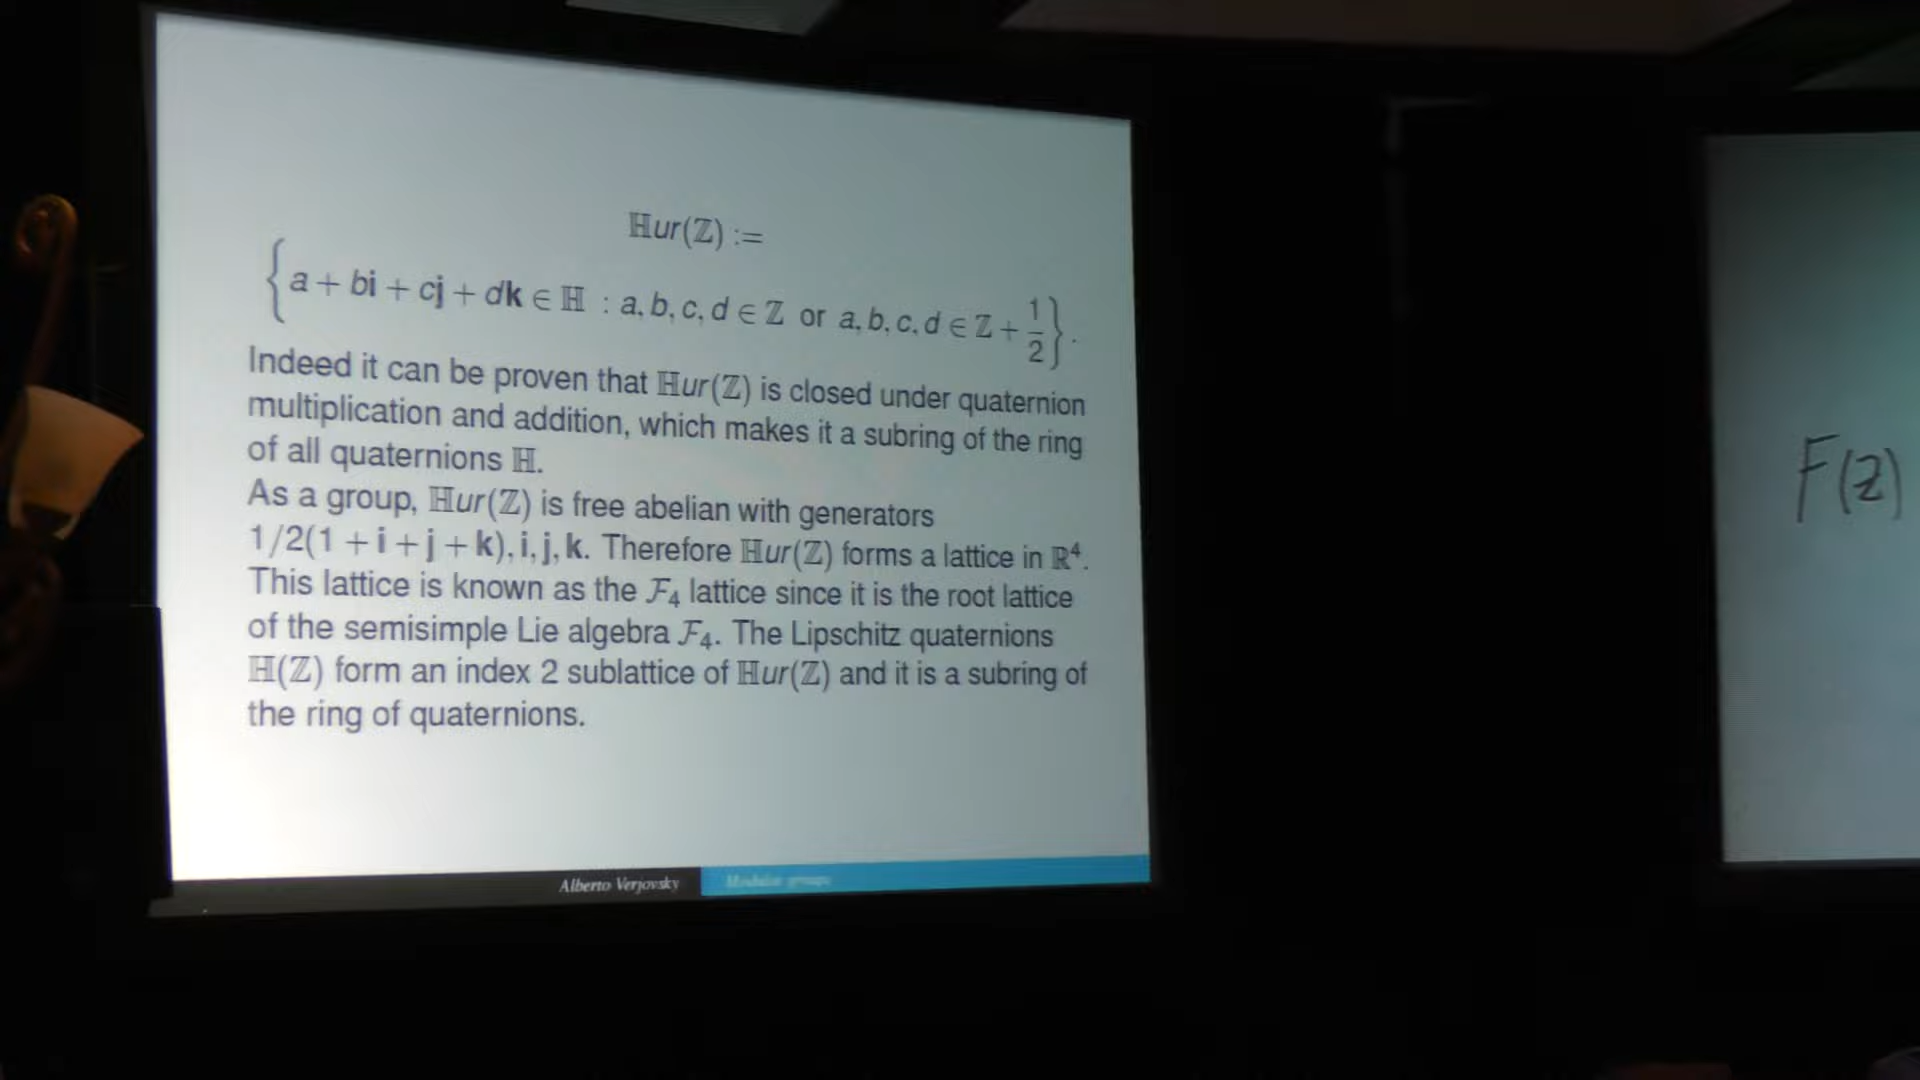 ℍur(ℤ) :=
{a + bi + cj + dk ∈ ℍ : a, b, c, d ∈ ℤ or a, b, c, d ∈ ℤ + 1/2}.
Indeed it can be proven that ℍur(ℤ) is closed under quaternion
multiplication and addition, which makes it a subring of the ring
of all quaternions ℍ.
As a group, ℍur(ℤ) is free abelian with generators
1/2(1 + i + j + k), i, j, k. Therefore ℍur(ℤ) forms a lattice in ℝ⁴.
This lattice is known as the ℱ₄ lattice since it is the root lattice
of the semisimple Lie algebra ℱ₄. The Lipschitz quaternions
ℍ(ℤ) form an index 2 sublattice of ℍur(ℤ) and it is a subring of
the ring of quaternions.
Alberto Verjovsky
Modular groups
F(z)